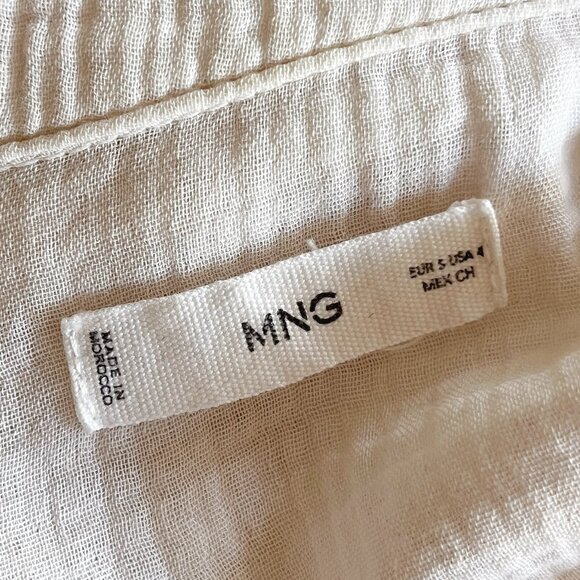 MADE IN
MOROCCO
MNG
EUR S USA 4
MEX CH